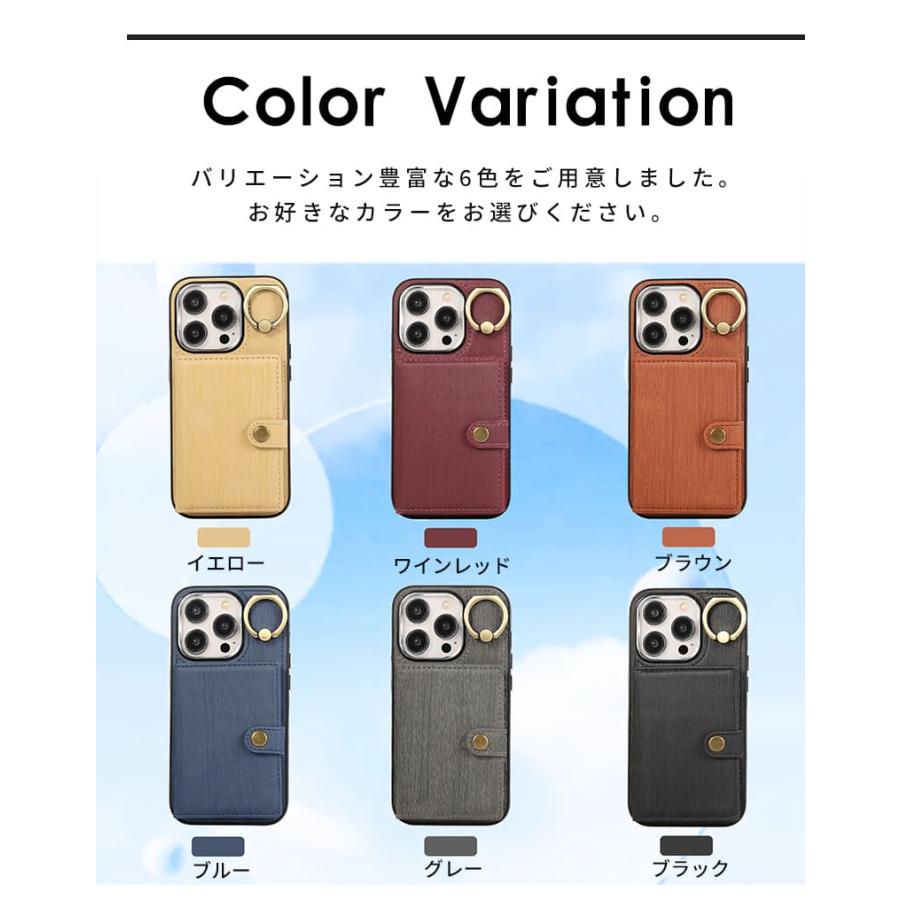 Color Variation
バリエーション豊富な6色をご用意しました。
お好きなカラーをお選びください。
イエロー
ワインレッド
ブラウン
ブルー
グレー
ブラック